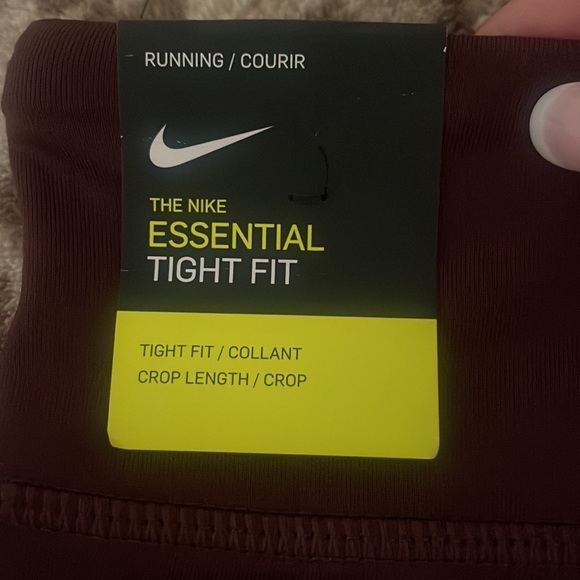 RUNNING / COURIR
THE NIKE
ESSENTIAL
TIGHT FIT
TIGHT FIT / COLLANT
CROP LENGTH / CROP